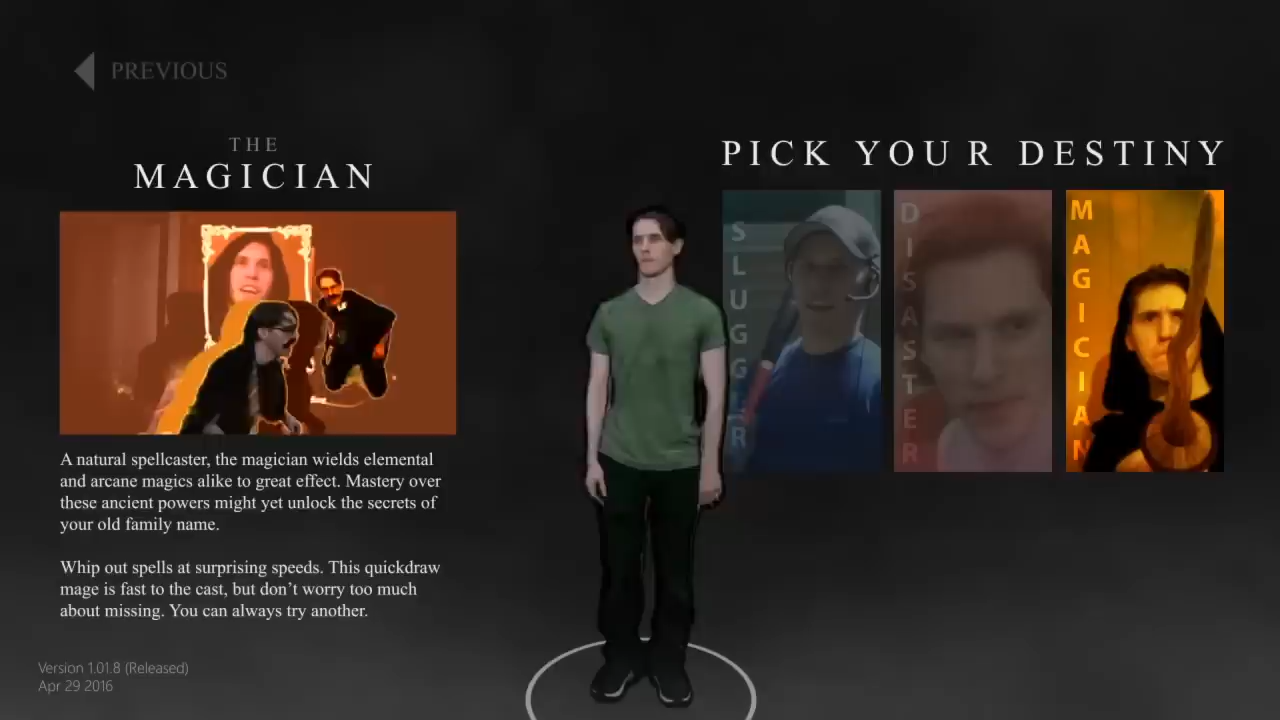 PREVIOUS
THE
MAGICIAN
A natural spellcaster, the magician wields elemental
and arcane magics alike to great effect. Mastery over
these ancient powers might yet unlock the secrets of
your old family name.
Whip out spells at surprising speeds. This quickdraw
mage is fast to the cast, but don't worry too much
about missing. You can always try another.
Version 1.01.8 (Released)
Apr 29 2016
PICK YOUR DESTINY
SLUGGER
DISASTER
MAGICIAN